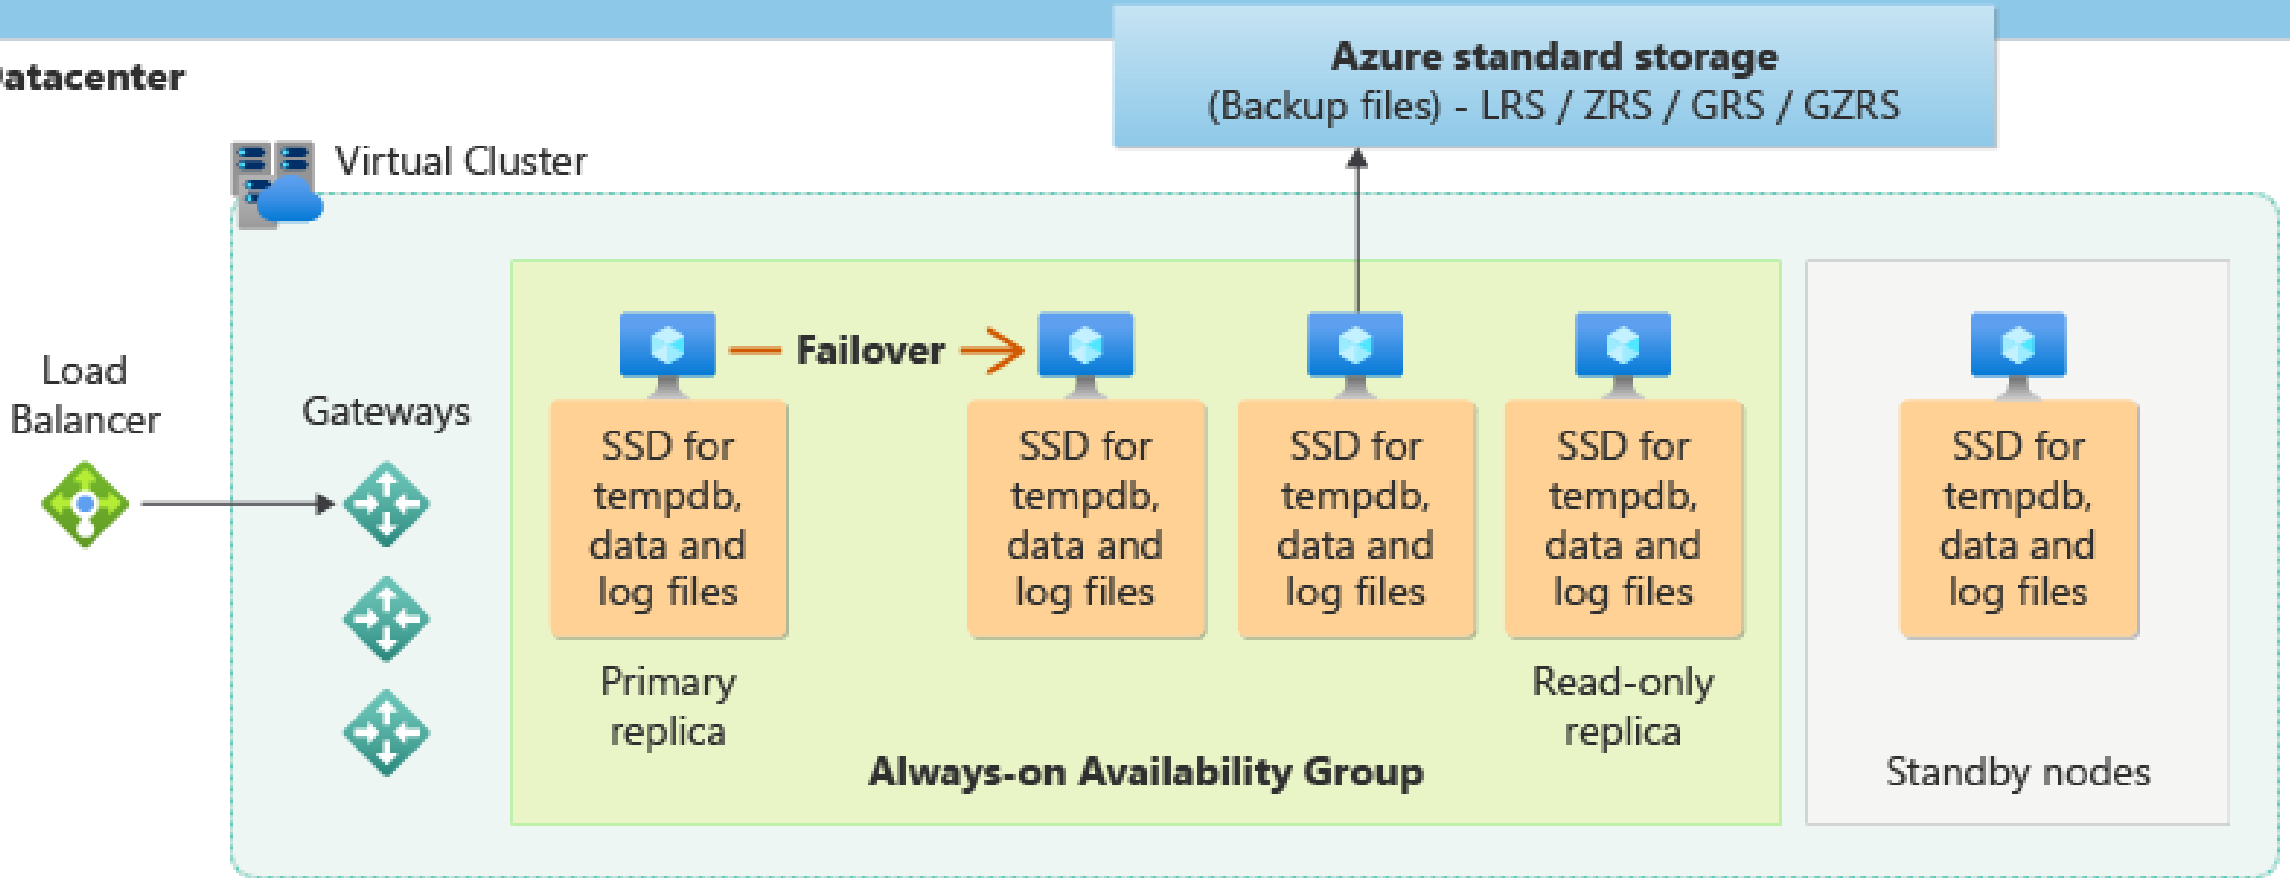 Azure standard storage
(Backup files) - LRS / ZRS / GRS / GZRS
atacenter
Virtual Cluster
Load
Balancer
Gateways
Failover
SSD for
tempdb,
data and
log files
SSD for
tempdb,
data and
log files
SSD for
tempdb,
data and
log files
SSD for
tempdb,
data and
log files
SSD for
tempdb,
data and
log files
Primary
replica
Read-only
replica
Always-on Availability Group
Standby nodes